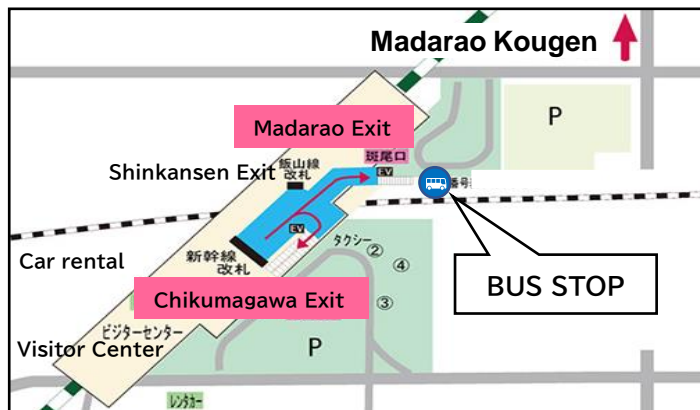 Madarao Kougen
Madarao Exit
P
斑尾口
飯山線
改札
Shinkansen Exit
EV
EV
タクシー
②
④
③
新幹線
改札
Car rental
BUS STOP
Chikumagawa Exit
ビジターセンター
Visitor Center
P
レンタカー